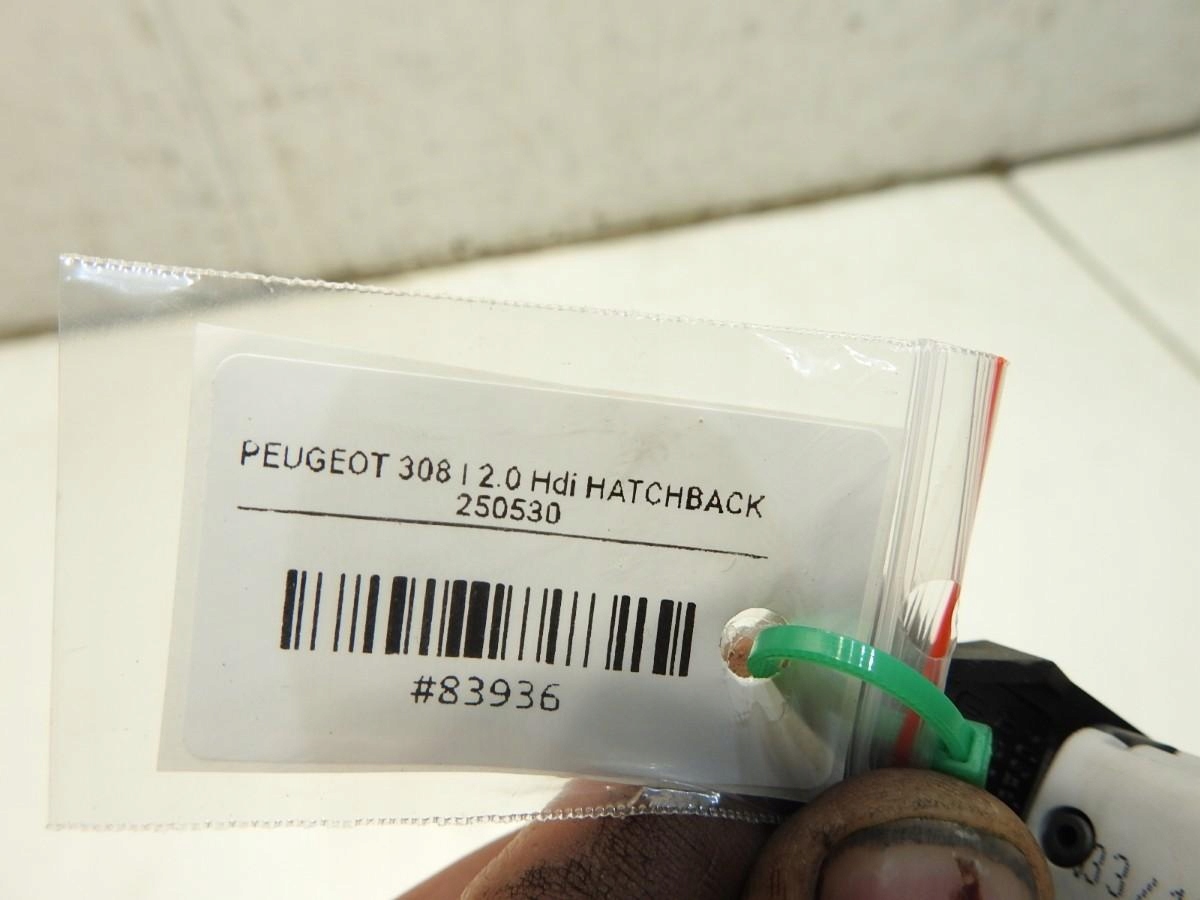 PEUGEOT 308 I 2.0 Hdi HATCHBACK
250530
#83936